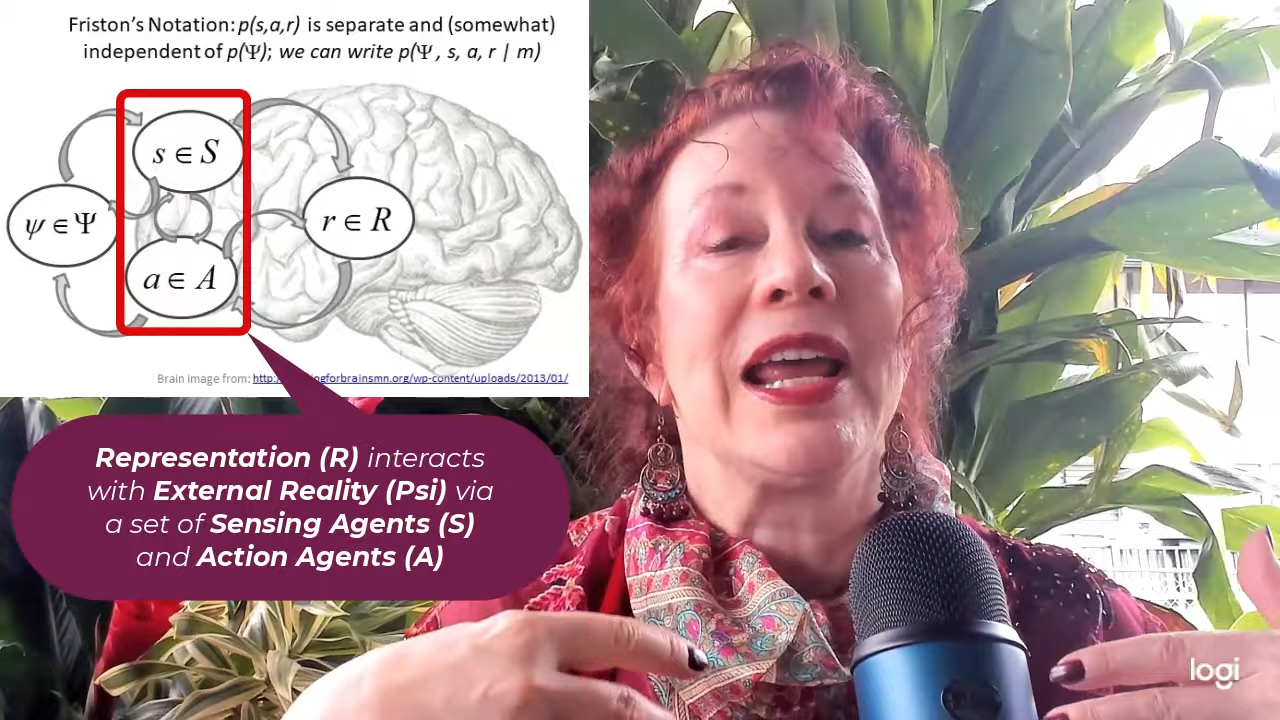 Friston's Notation: p(s,a,r) is separate and (somewhat)
independent of p(Ψ); we can write p(Ψ , s, a, r | m)
s ∈ S
ψ ∈ Ψ
r ∈ R
a ∈ A
Brain image from: http:/ ngforbrainsmn.org/wp-content/uploads/2013/01/
Representation (R) interacts
with External Reality (Psi) via
a set of Sensing Agents (S)
and Action Agents (A)
logi